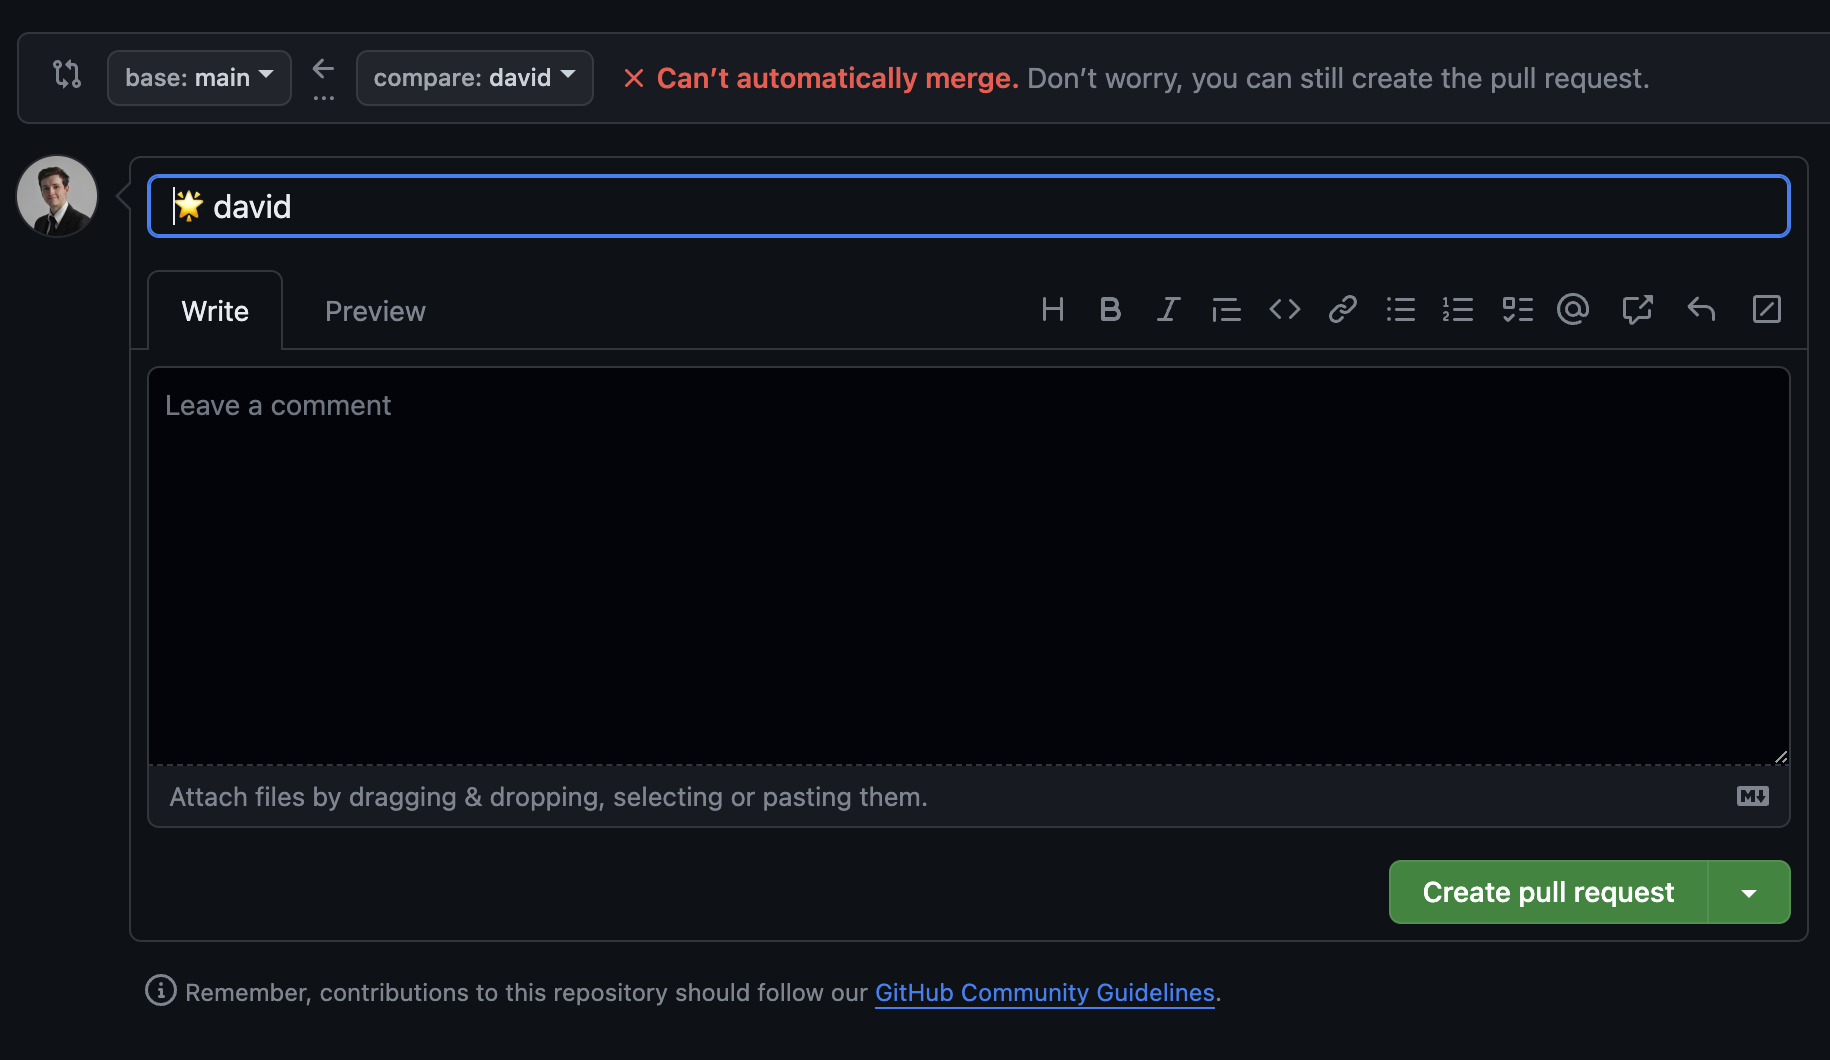 base: main compare: david Can’t automatically merge. Don’t worry, you can still create the pull request.
🌟 david
Write Preview
Leave a comment
Attach files by dragging & dropping, selecting or pasting them.
Create pull request
Remember, contributions to this repository should follow our GitHub Community Guidelines.